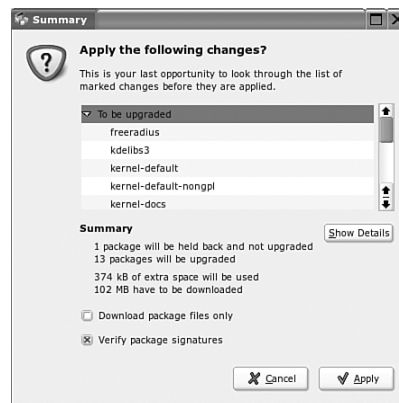 Summary
Apply the following changes?
This is your last opportunity to look through the list of
marked changes before they are applied.
To be upgraded
freeradius
kdelibs3
kernel-default
kernel-default-nongpl
kernel-docs
Summary
Show Details
1 package will be held back and not upgraded
13 packages will be upgraded
374 kB of extra space will be used
102 MB have to be downloaded
Download package files only
Verify package signatures
Cancel
Apply